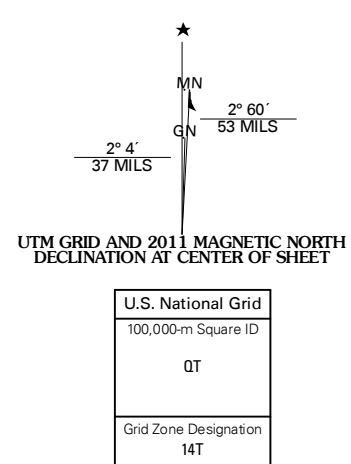 MN
2° 60´
53 MILS
GN
2° 4´
37 MILS
UTM GRID AND 2011 MAGNETIC NORTH
DECLINATION AT CENTER OF SHEET
U.S. National Grid
100,000-m Square ID
QT
Grid Zone Designation
14T